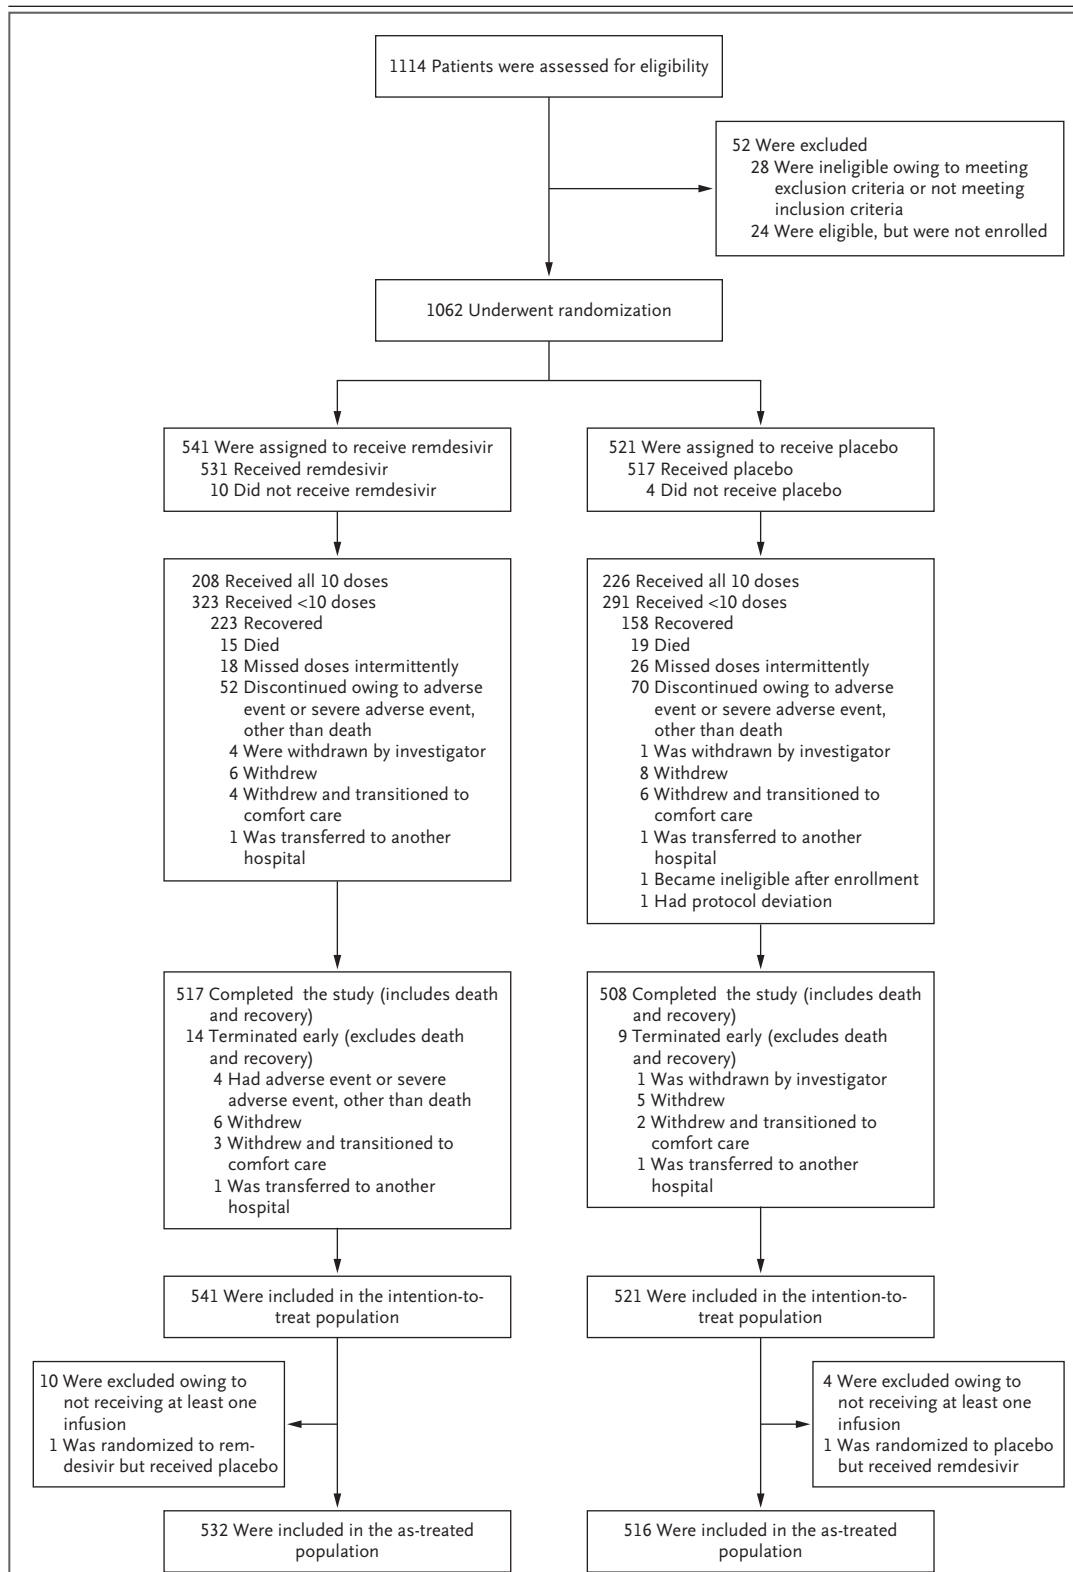 1114 Patients were assessed for eligibility
52 Were excluded
28 Were ineligible owing to meeting
exclusion criteria or not meeting
inclusion criteria
24 Were eligible, but were not enrolled
1062 Underwent randomization
541 Were assigned to receive remdesivir
531 Received remdesivir
10 Did not receive remdesivir
521 Were assigned to receive placebo
517 Received placebo
4 Did not receive placebo
208 Received all 10 doses
323 Received <10 doses
223 Recovered
15 Died
18 Missed doses intermittently
52 Discontinued owing to adverse
event or severe adverse event,
other than death
4 Were withdrawn by investigator
6 Withdrew
4 Withdrew and transitioned to
comfort care
1 Was transferred to another
hospital
226 Received all 10 doses
291 Received <10 doses
158 Recovered
19 Died
26 Missed doses intermittently
70 Discontinued owing to adverse
event or severe adverse event,
other than death
1 Was withdrawn by investigator
8 Withdrew
6 Withdrew and transitioned to
comfort care
1 Was transferred to another
hospital
1 Became ineligible after enrollment
1 Had protocol deviation
517 Completed the study (includes death
and recovery)
14 Terminated early (excludes death
and recovery)
4 Had adverse event or severe
adverse event, other than death
6 Withdrew
3 Withdrew and transitioned to
comfort care
1 Was transferred to another
hospital
508 Completed the study (includes death
and recovery)
9 Terminated early (excludes death
and recovery)
1 Was withdrawn by investigator
5 Withdrew
2 Withdrew and transitioned to
comfort care
1 Was transferred to another
hospital
541 Were included in the intention-to-
treat population
521 Were included in the intention-to-
treat population
10 Were excluded owing to
not receiving at least one
infusion
1 Was randomized to rem-
desivir but received placebo
4 Were excluded owing to
not receiving at least one
infusion
1 Was randomized to placebo
but received remdesivir
532 Were included in the as-treated
population
516 Were included in the as-treated
population